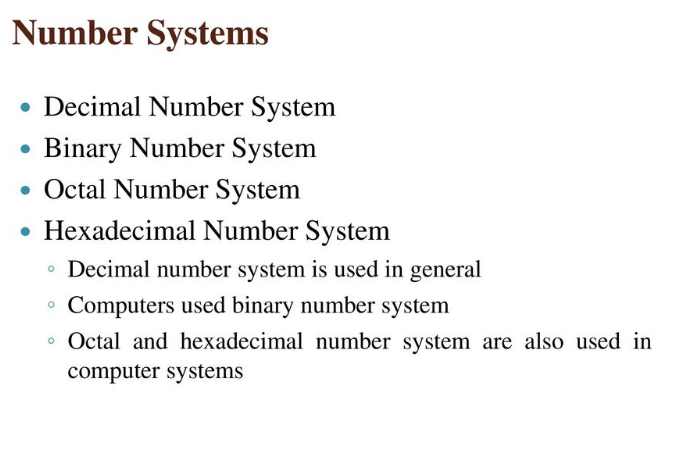 Number Systems
Decimal Number System
Binary Number System
Octal Number System
Hexadecimal Number System
Decimal number system is used in general
Computers used binary number system
Octal and hexadecimal number system are also used in
computer systems